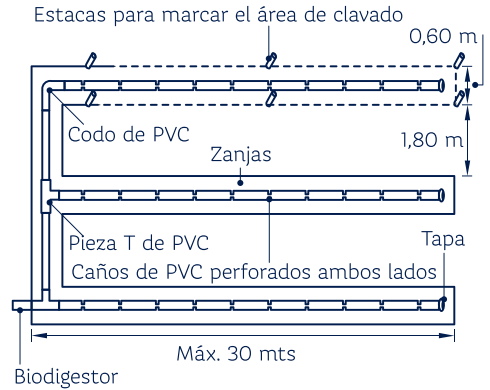 Estacas para marcar el área de clavado
0,60 m
Codo de PVC
1,80 m
Zanjas
Pieza T de PVC
Tapa
Caños de PVC perforados ambos lados
Máx. 30 mts
Biodigestor